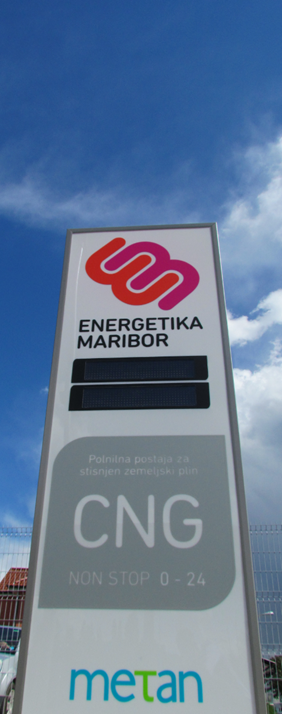 ENERGETIKA
MARIBOR
Polnilna postaja za
stisnjen zemeljski plin
CNG
NON STOP 0 - 24
metan